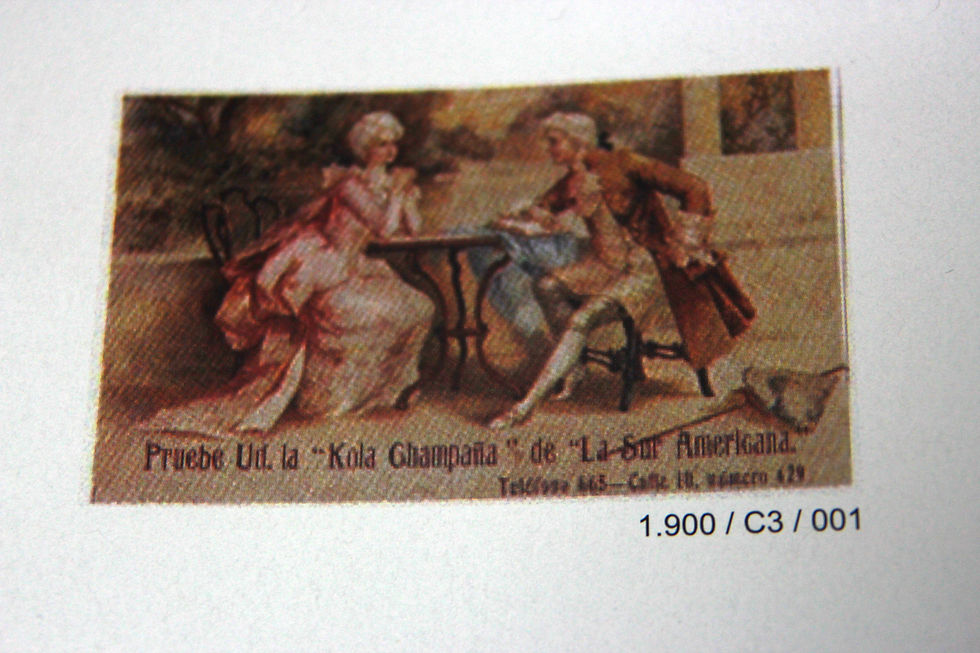 Pruebe Ud. la "Kola Champaña" de "La Sur Americana."
Teléfono 665—Calle 10, número 429
1.900 / C3 / 001